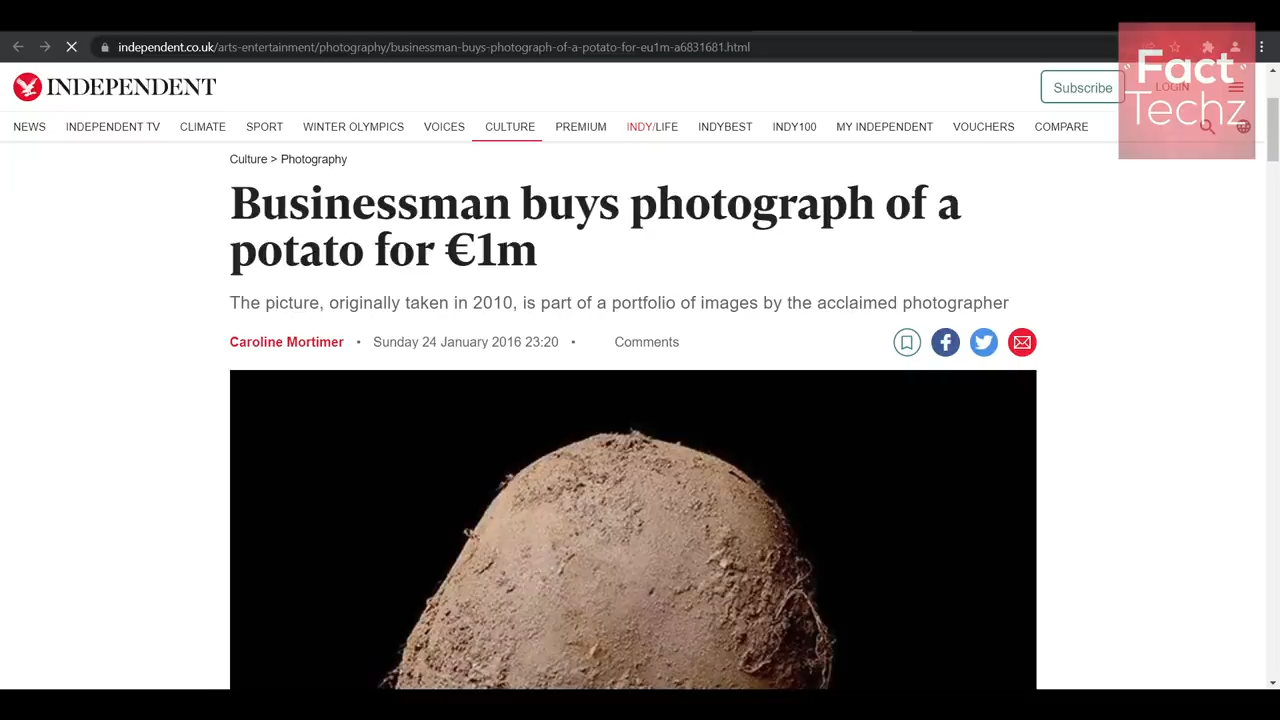 independent.co.uk/arts-entertainment/photography/businessman-buys-photograph-of-a-potato-for-eu1m-a6831681.html
"Fact"
Techz
INDEPENDENT
Subscribe
LOGIN
NEWS INDEPENDENT TV CLIMATE SPORT WINTER OLYMPICS VOICES CULTURE PREMIUM INDY/LIFE INDYBEST INDY100 MY INDEPENDENT VOUCHERS COMPARE
Culture > Photography
Businessman buys photograph of a
potato for €1m
The picture, originally taken in 2010, is part of a portfolio of images by the acclaimed photographer
Caroline Mortimer • Sunday 24 January 2016 23:20 • Comments